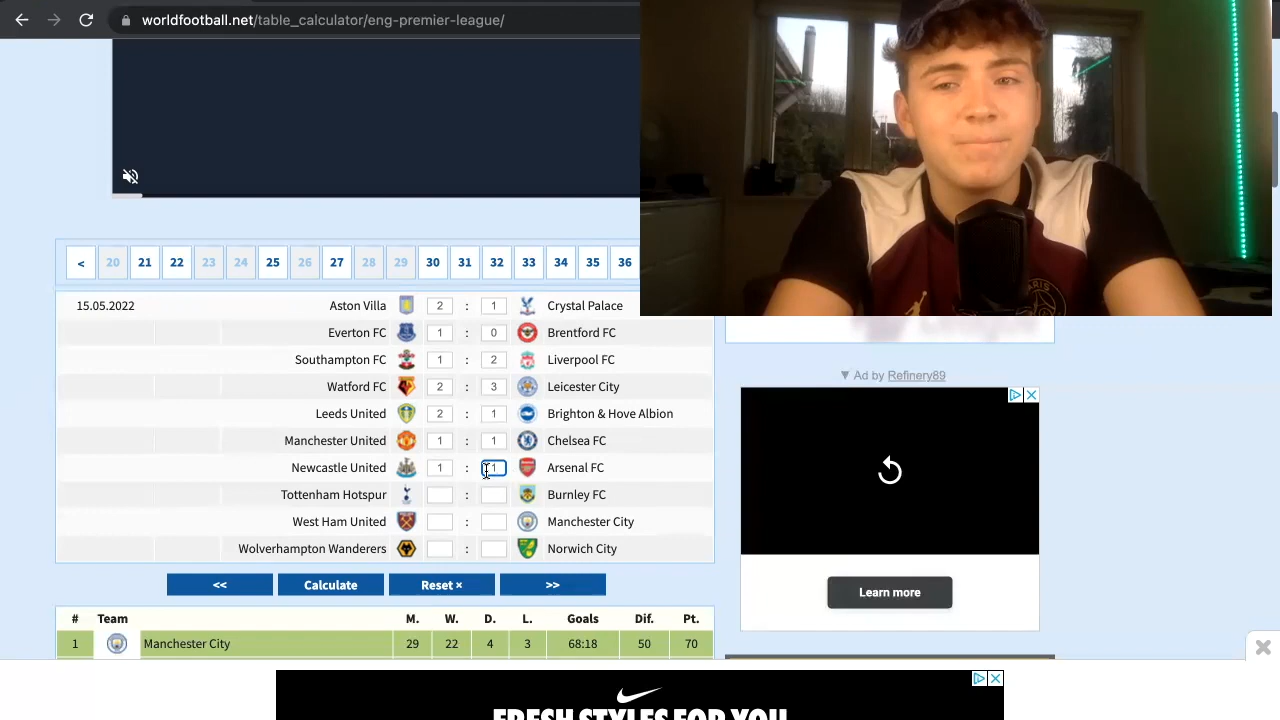 worldfootball.net/table_calculator/eng-premier-league/
< 20 21 22 23 24 25 26 27 28 29 30 31 32 33 34 35 36
15.05.2022 Aston Villa 2 : 1 Crystal Palace
Everton FC 1 : 0 Brentford FC
Southampton FC 1 : 2 Liverpool FC
Watford FC 2 : 3 Leicester City
Leeds United 2 : 1 Brighton & Hove Albion
Manchester United 1 : 1 Chelsea FC
Newcastle United 1 : 1 Arsenal FC
Tottenham Hotspur : Burnley FC
West Ham United : Manchester City
Wolverhampton Wanderers : Norwich City
<< Calculate Reset × >>
# Team M. W. D. L. Goals Dif. Pt.
1 Manchester City 29 22 4 3 68:18 50 70
▼ Ad by Refinery89
Learn more
PARIS
FRESH STYLES FOR YOU